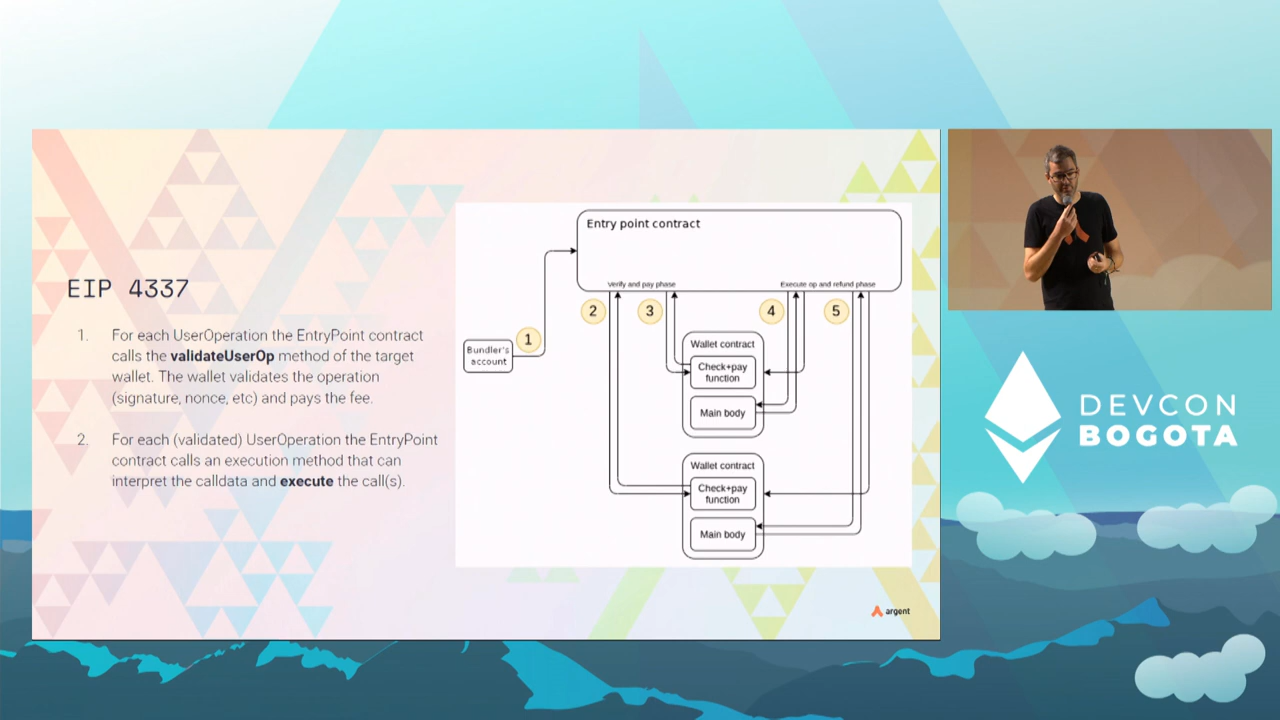 EIP 4337
1. For each UserOperation the EntryPoint contract
calls the validateUserOp method of the target
wallet. The wallet validates the operation
(signature, nonce, etc) and pays the fee.
2. For each (validated) UserOperation the EntryPoint
contract calls an execution method that can
interpret the calldata and execute the call(s).
Entry point contract
Verify and pay phase
Execute op and refund phase
2
3
4
5
1
Bundler's
account
Wallet contract
Check+pay
function
Main body
Wallet contract
Check+pay
function
Main body
argent
DEVCON
BOGOTA